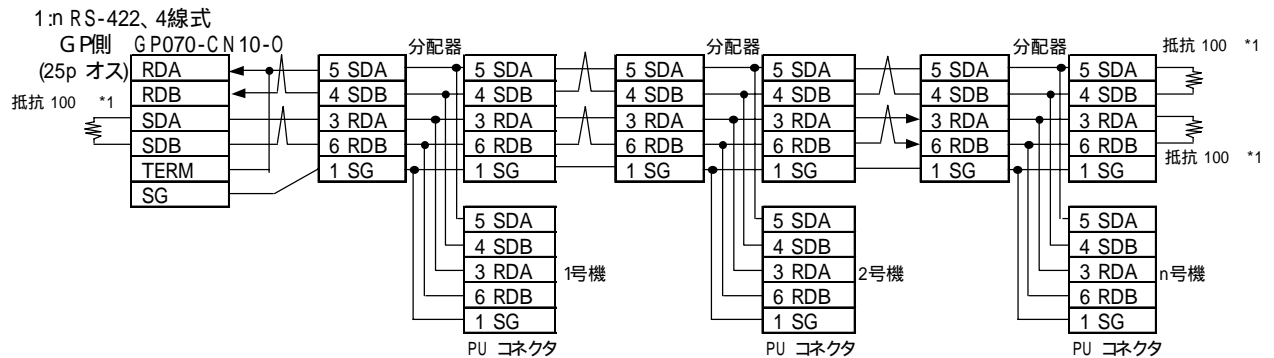 1:n RS-422、4線式
GP側 GP070-CN10-O
(25p オス)
分配器
分配器
分配器
抵抗 100 *1
抵抗 100 *1
抵抗 100 *1
RDA
RDB
SDA
SDB
TERM
SG
5 SDA
4 SDB
3 RDA
6 RDB
1 SG
5 SDA
4 SDB
3 RDA
6 RDB
1 SG
5 SDA
4 SDB
3 RDA
6 RDB
1 SG
5 SDA
4 SDB
3 RDA
6 RDB
1 SG
5 SDA
4 SDB
3 RDA
6 RDB
1 SG
5 SDA
4 SDB
3 RDA
6 RDB
1 SG
5 SDA
4 SDB
3 RDA
6 RDB
1 SG
1号機
PU コネクタ
5 SDA
4 SDB
3 RDA
6 RDB
1 SG
2号機
PU コネクタ
5 SDA
4 SDB
3 RDA
6 RDB
1 SG
n号機
PU コネクタ